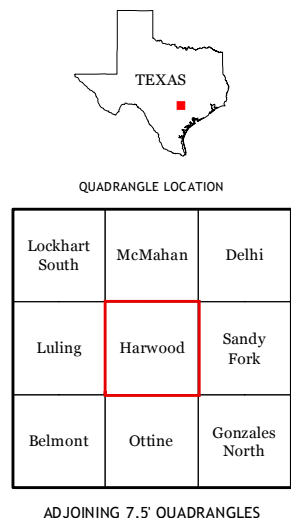 TEXAS
QUADRANGLE LOCATION
Lockhart
South
McMahan
Delhi
Luling
Harwood
Sandy
Fork
Belmont
Ottine
Gonzales
North
ADJOINING 7.5' QUADRANGLES